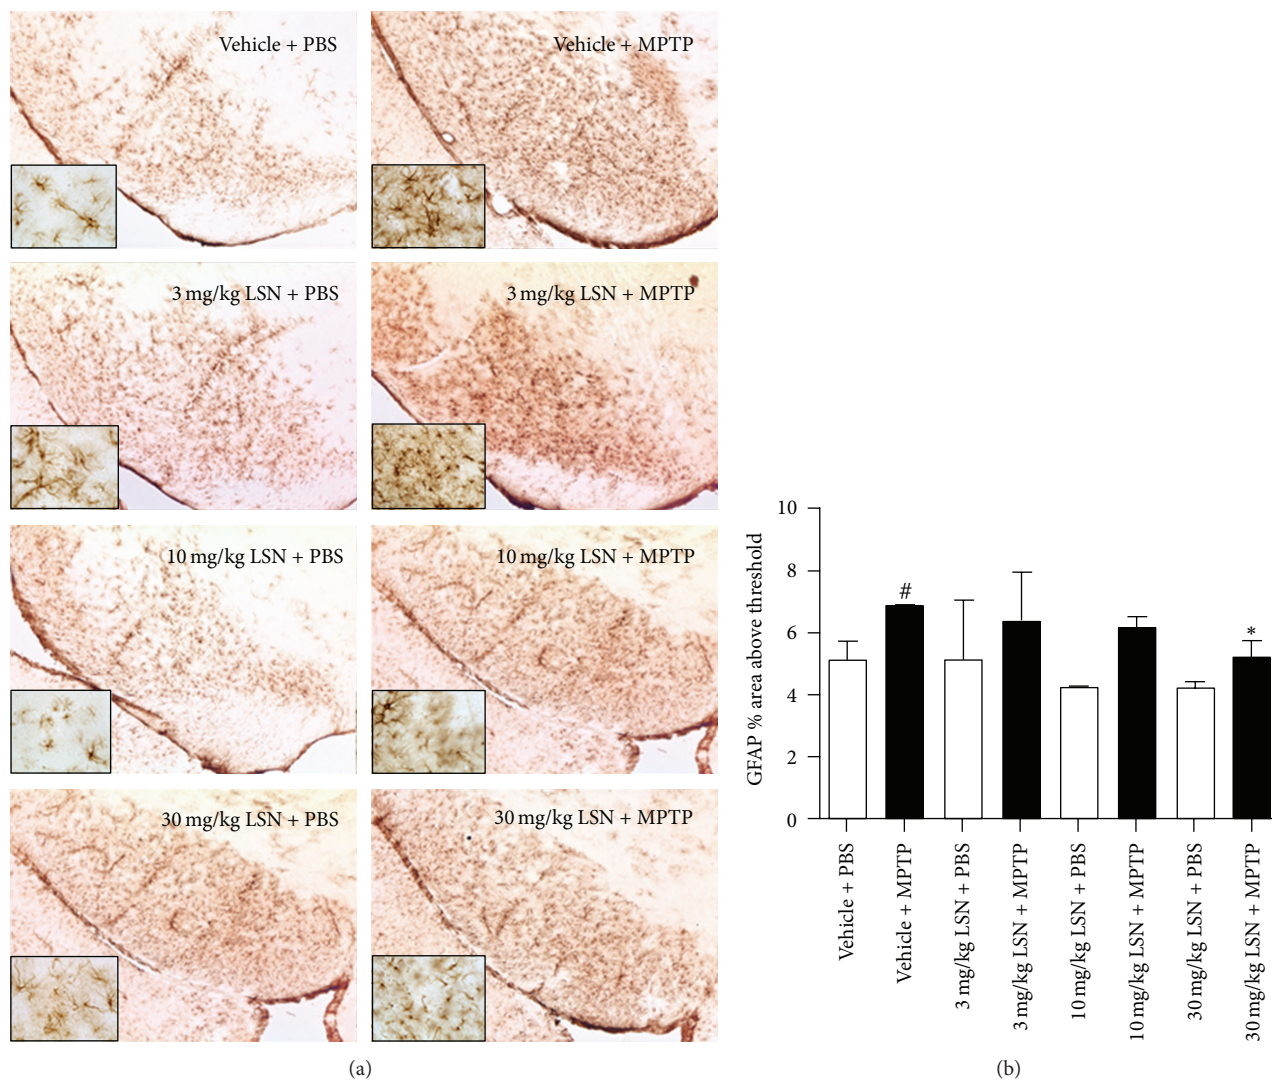 Vehicle + PBS
Vehicle + MPTP
3 mg/kg LSN + PBS
3 mg/kg LSN + MPTP
10 mg/kg LSN + PBS
10 mg/kg LSN + MPTP
30 mg/kg LSN + PBS
30 mg/kg LSN + MPTP
(a)
GFAP % area above threshold
10
8
6
4
2
0
#
*
Vehicle + PBS
Vehicle + MPTP
3 mg/kg LSN + PBS
3 mg/kg LSN + MPTP
10 mg/kg LSN + PBS
10 mg/kg LSN + MPTP
30 mg/kg LSN + PBS
30 mg/kg LSN + MPTP
(b)